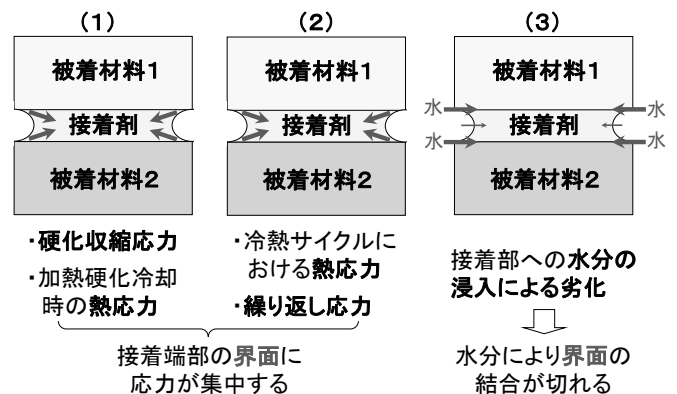 (1)
被着材料1
接着剤
被着材料2
・硬化収縮応力
・加熱硬化冷却
時の熱応力
(2)
被着材料1
接着剤
被着材料2
・冷熱サイクルに
おける熱応力
・繰り返し応力
接着端部の界面に
応力が集中する
(3)
被着材料1
水
水
接着剤
水
水
被着材料2
接着部への水分の
浸入による劣化
水分により界面の
結合が切れる